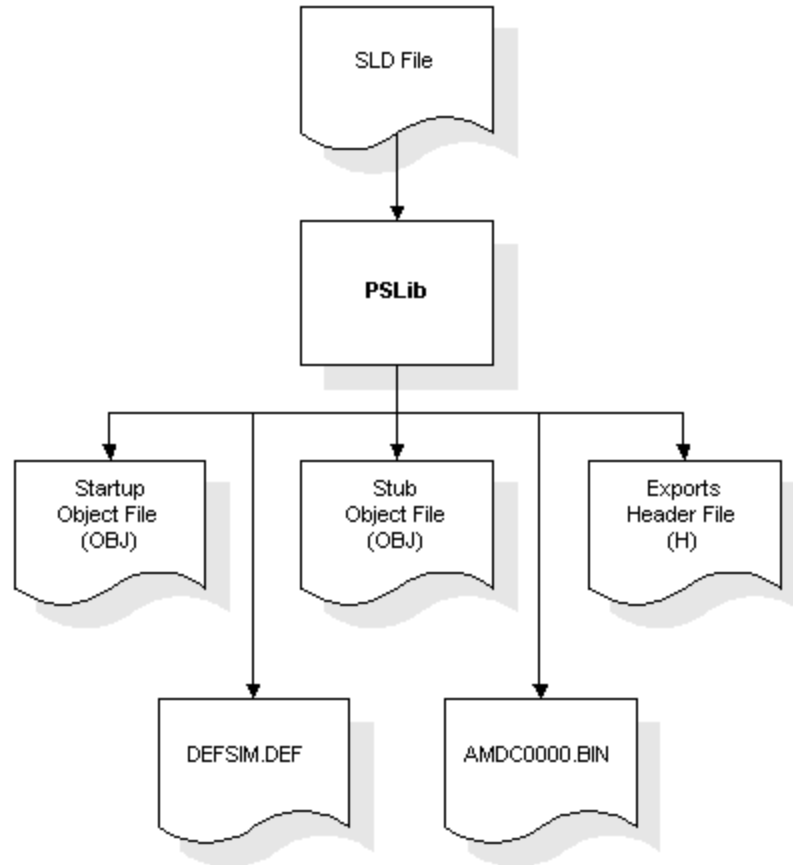 SLD File
PSLib
Startup
Object File
(OBJ)
Stub
Object File
(OBJ)
Exports
Header File
(H)
DEFSIM.DEF
AMDC0000.BIN